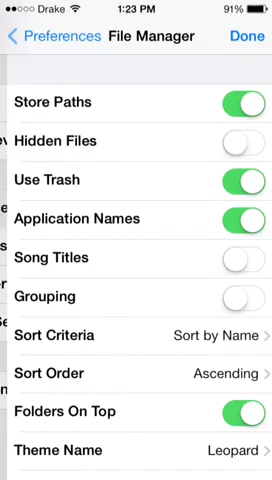 Drake 1:23 PM 91%
Preferences File Manager Done
Store Paths
Hidden Files
Use Trash
Application Names
Song Titles
Grouping
Sort Criteria Sort by Name
Sort Order Ascending
Folders On Top
Theme Name Leopard